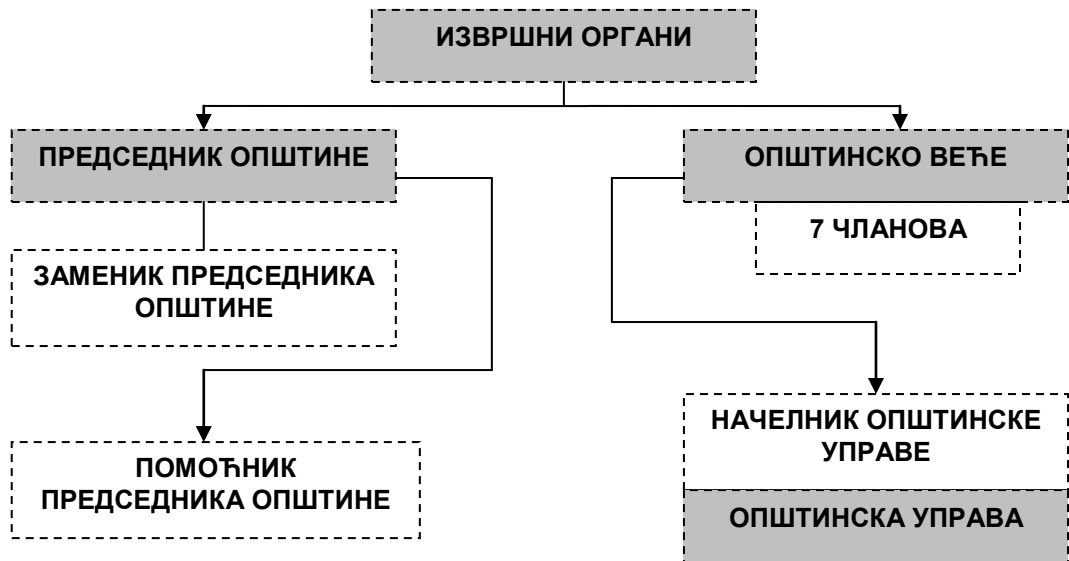 ИЗВРШНИ ОРГАНИ
ПРЕДСЕДНИК ОПШТИНЕ
ОПШТИНСКО ВЕЋЕ
7 ЧЛАНОВА
ЗАМЕНИК ПРЕДСЕДНИКА
ОПШТИНЕ
НАЧЕЛНИК ОПШТИНСКЕ
УПРАВЕ
ПОМОЋНИК
ПРЕДСЕДНИКА ОПШТИНЕ
ОПШТИНСКА УПРАВА